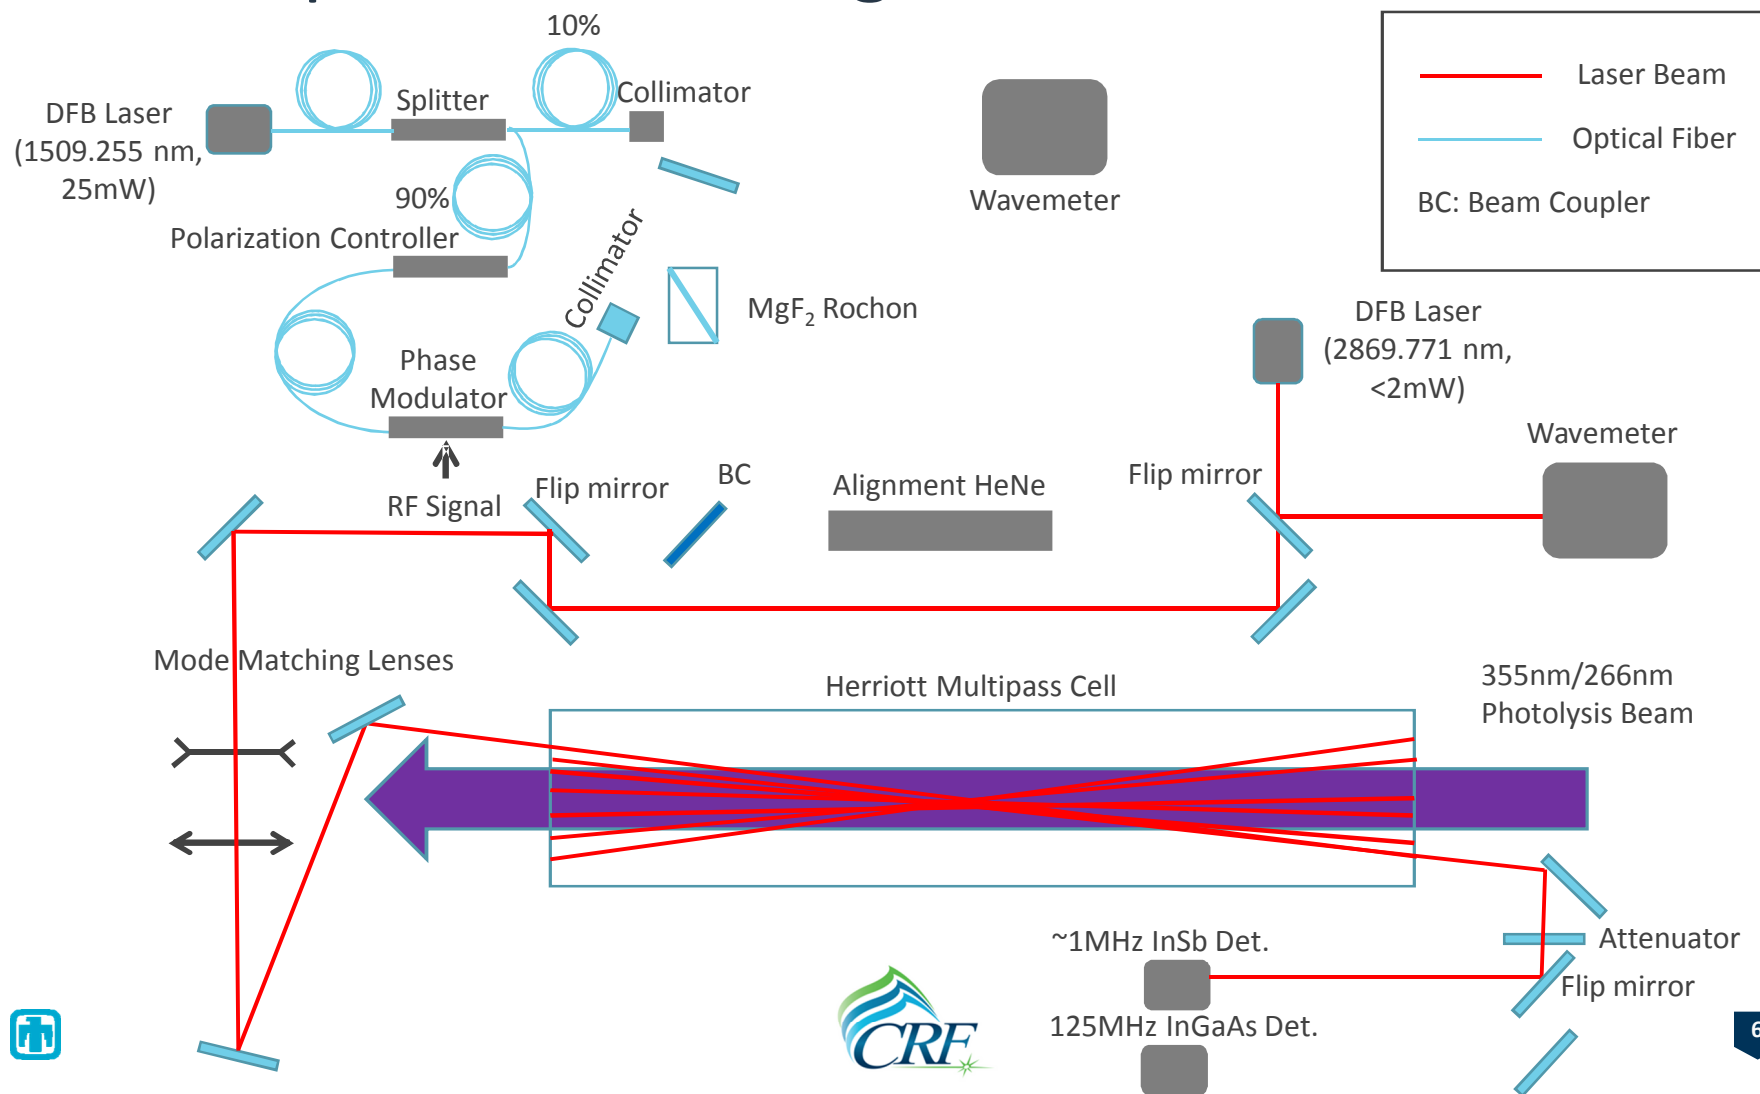 10%
DFB Laser
(1509.255 nm,
25mW)
Splitter
Collimator
Wavemeter
Laser Beam
Optical Fiber
BC: Beam Coupler
90%
Polarization Controller
Collimator
MgF2 Rochon
Phase
Modulator
RF Signal
DFB Laser
(2869.771 nm,
<2mW)
Wavemeter
Flip mirror
BC
Alignment HeNe
Flip mirror
Mode Matching Lenses
Herriott Multipass Cell
355nm/266nm
Photolysis Beam
~1MHz InSb Det.
125MHz InGaAs Det.
Attenuator
Flip mirror
CRF
6